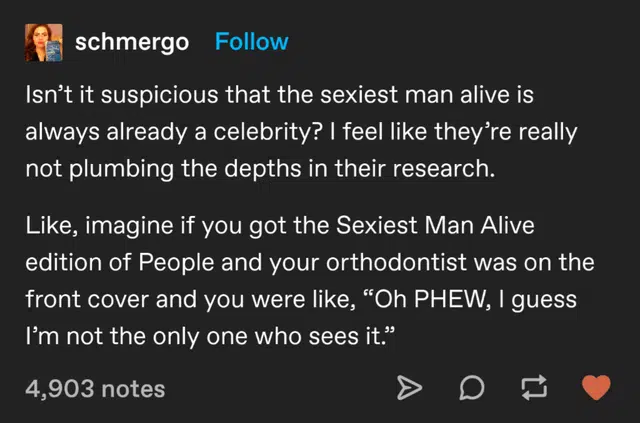 schmergo Follow
Isn’t it suspicious that the sexiest man alive is
always already a celebrity? I feel like they’re really
not plumbing the depths in their research.
Like, imagine if you got the Sexiest Man Alive
edition of People and your orthodontist was on the
front cover and you were like, “Oh PHEW, I guess
I’m not the only one who sees it.”
4,903 notes